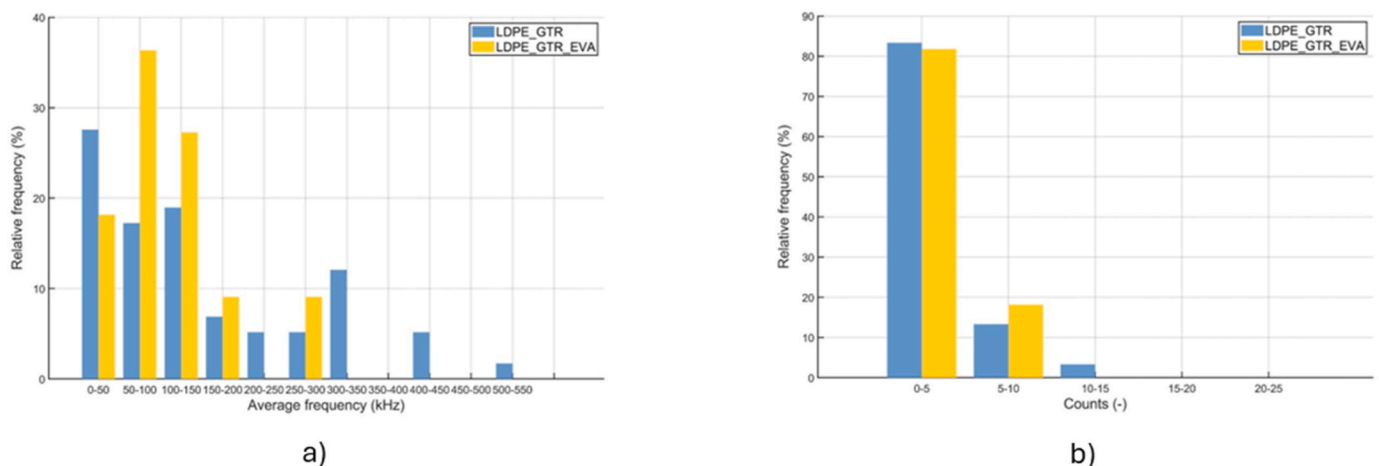 40
30
20
10
0
Relative frequency (%)
LDPE_GTR
LDPE_GTR_EVA
0-50 50-100 100-150 150-200 200-250 250-300 300-350 350-400 400-450 450-500 500-550
Average frequency (kHz)
a)
90
80
70
60
50
40
30
20
10
0
Relative frequency (%)
LDPE_GTR
LDPE_GTR_EVA
0-5 5-10 10-15 15-20 20-25
Counts (-)
b)